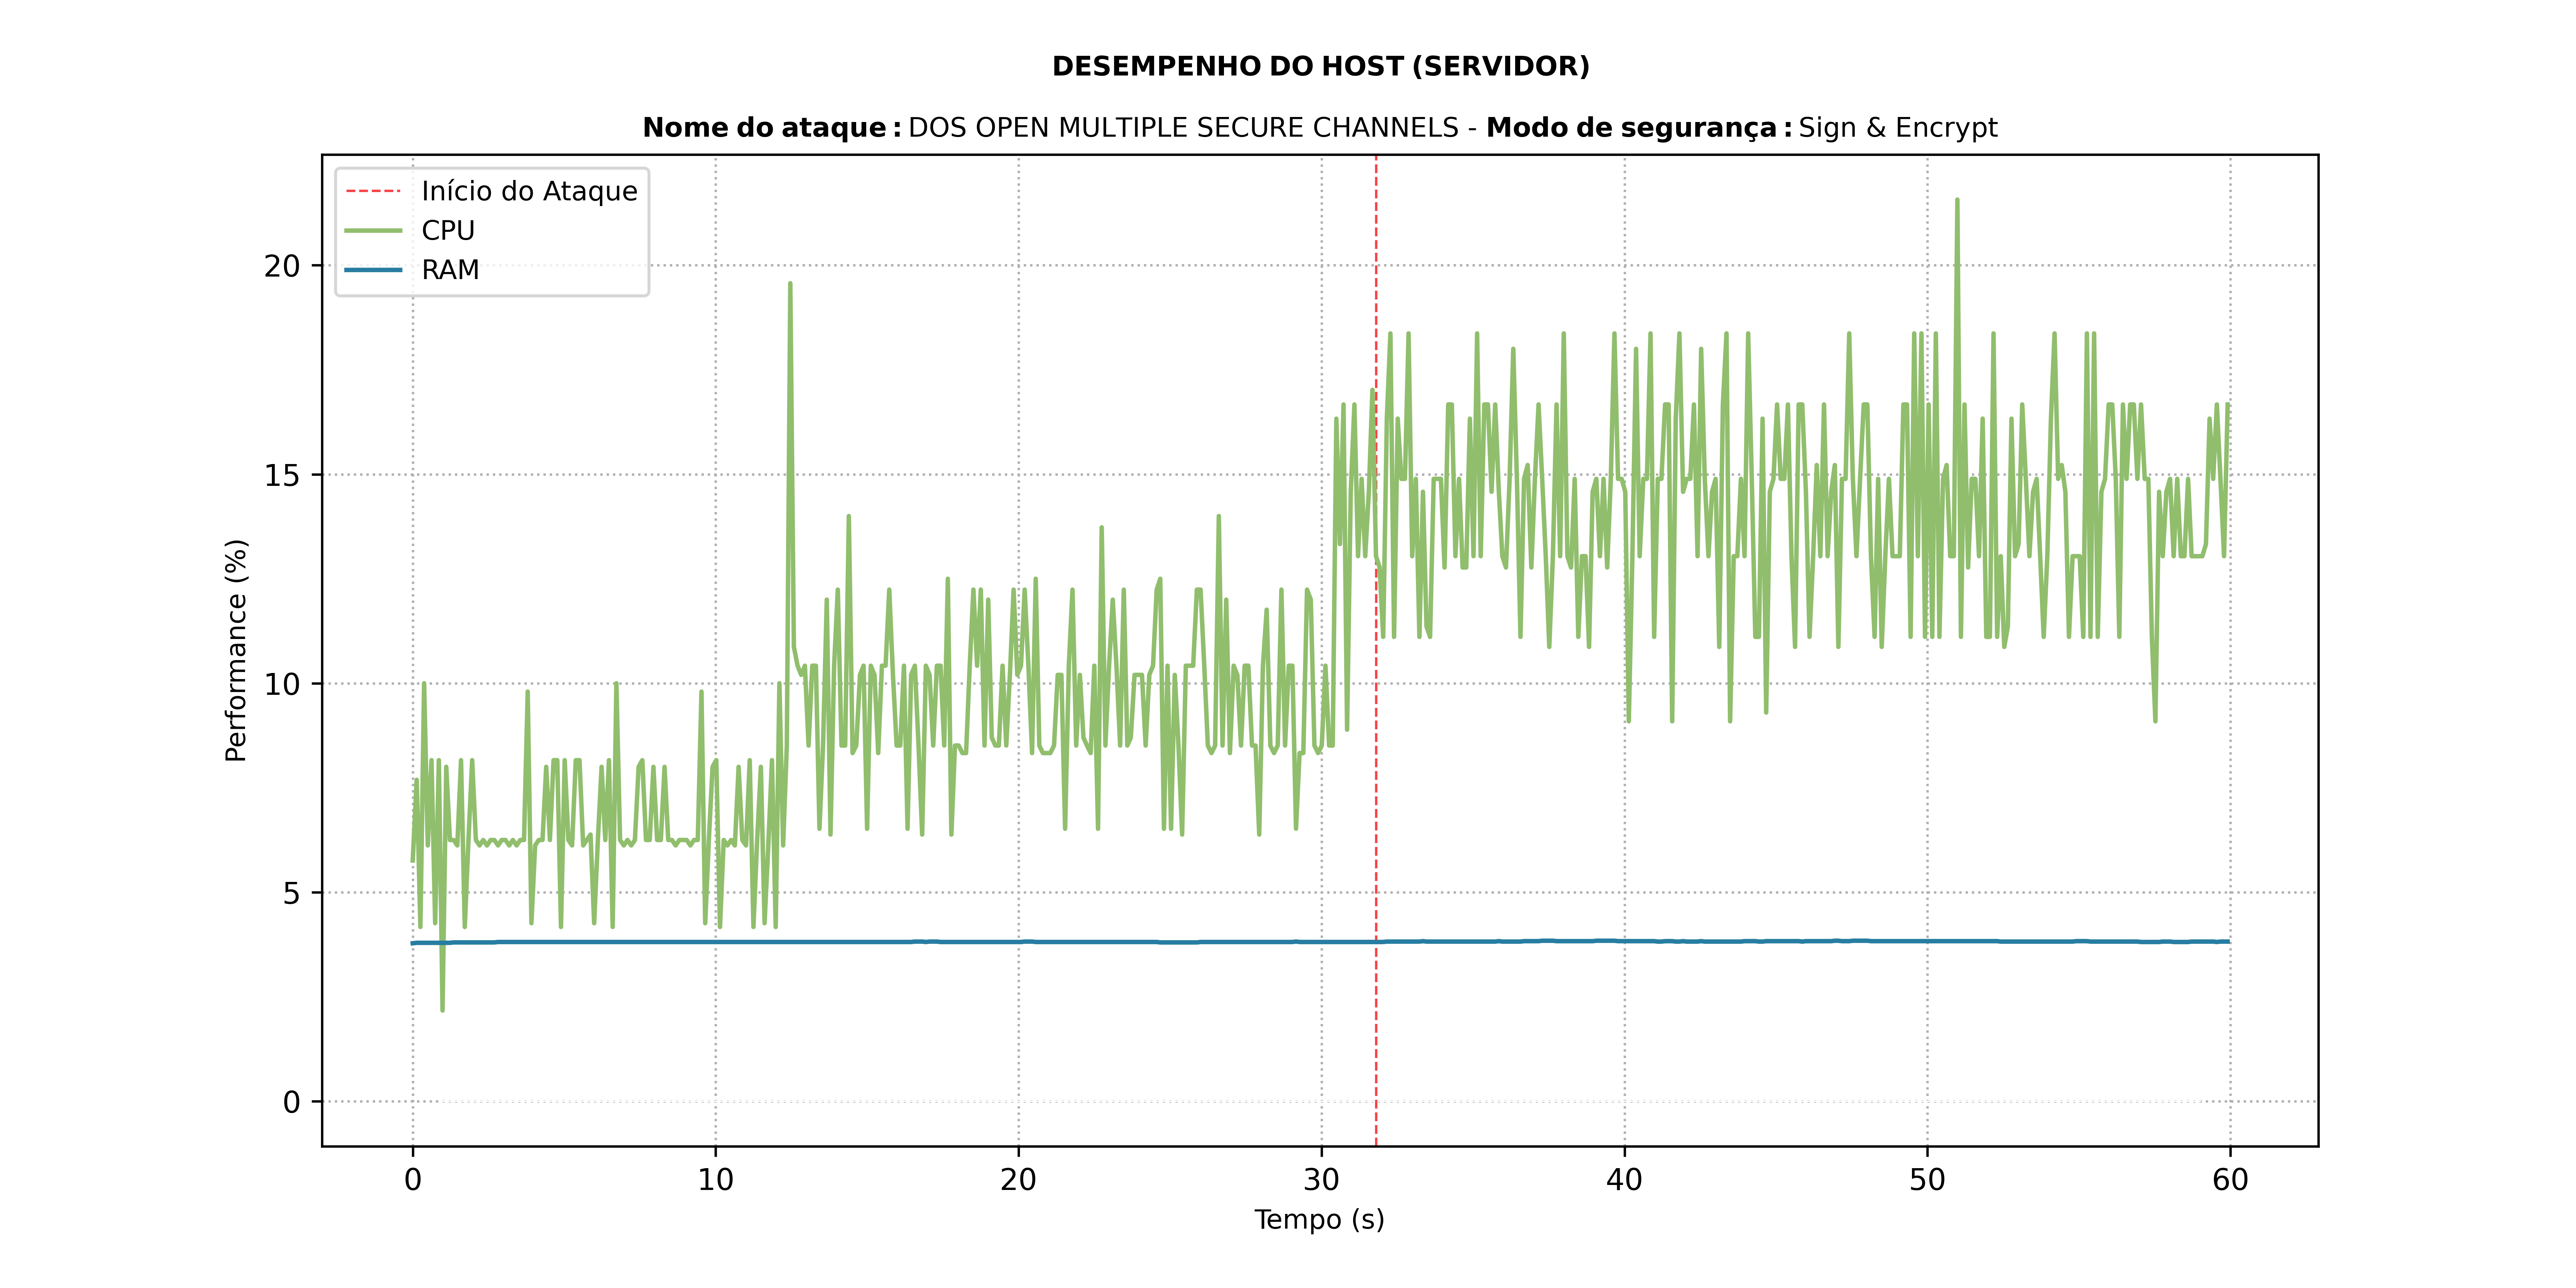 DESEMPENHO DO HOST (SERVIDOR)
Nome do ataque : DOS OPEN MULTIPLE SECURE CHANNELS - Modo de segurança : Sign & Encrypt
Início do Ataque
CPU
RAM
Performance (%)
20
15
10
5
0
0 10 20 30 40 50 60
Tempo (s)